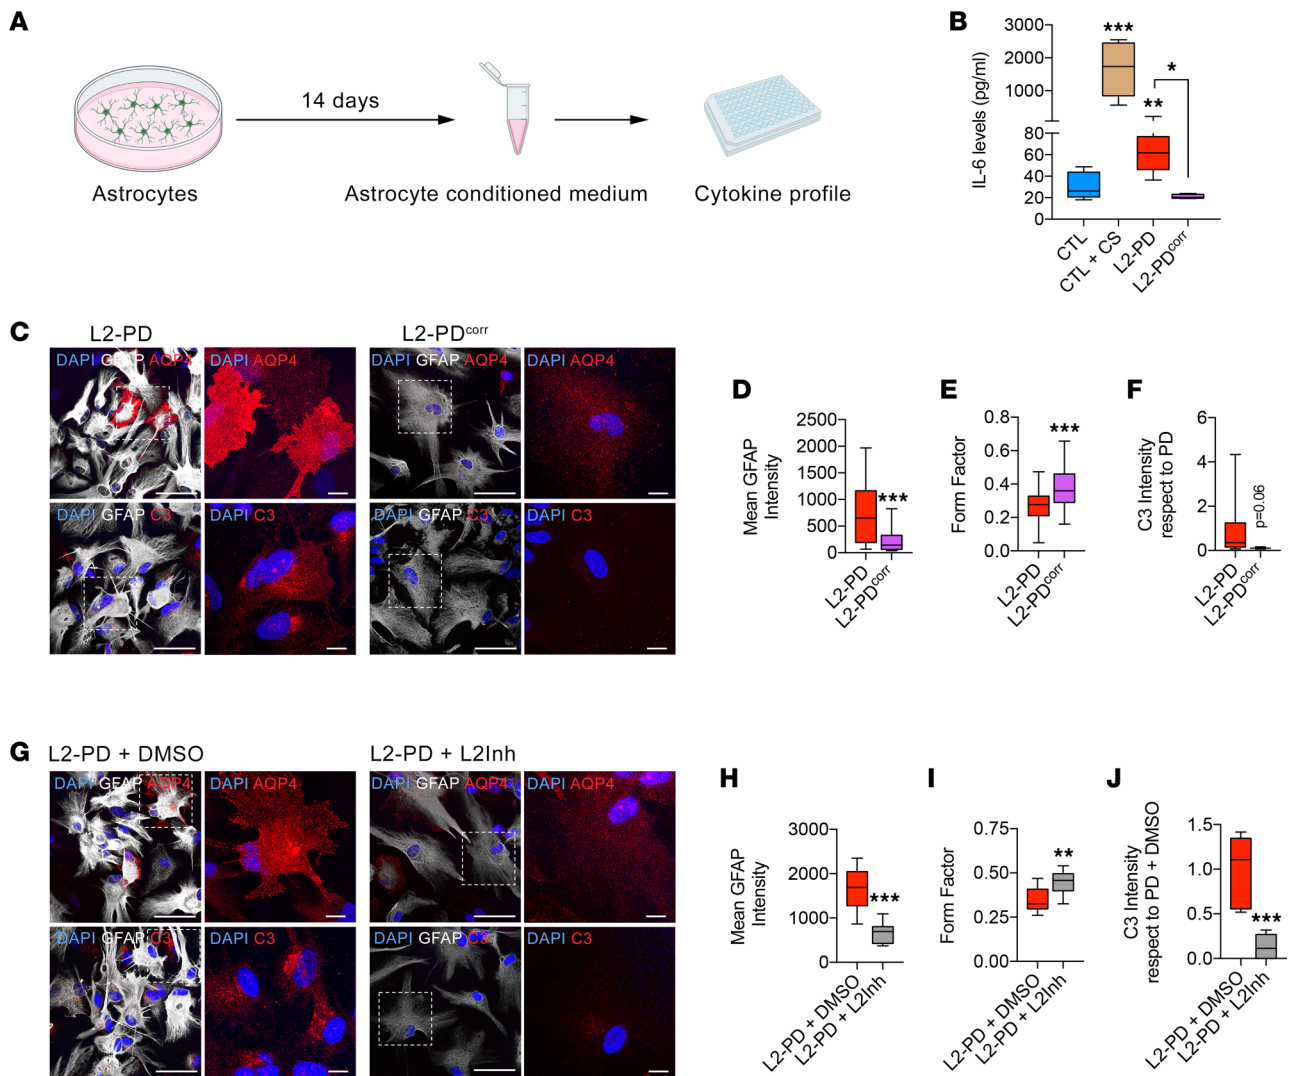 A
14 days
Astrocytes
Astrocyte conditioned medium
Cytokine profile
B
IL-6 levels (pg/ml)
3000
2000
1000
80
60
40
20
0
***
**
*
CTL
CTL + CS
L2-PD
L2-PDcorr
C
L2-PD
L2-PDcorr
DAPI GFAP AQP4
DAPI AQP4
DAPI GFAP AQP4
DAPI AQP4
DAPI GFAP C3
DAPI C3
DAPI GFAP C3
DAPI C3
D
Mean GFAP
Intensity
2500
2000
1500
1000
500
0
***
L2-PD
L2-PDcorr
E
Form Factor
0.8
0.6
0.4
0.2
0.0
***
L2-PD
L2-PDcorr
F
C3 Intensity
respect to PD
6
4
2
0
p=0.06
L2-PD
L2-PDcorr
G
L2-PD + DMSO
L2-PD + L2Inh
DAPI GFAP AQP4
DAPI AQP4
DAPI GFAP AQP4
DAPI AQP4
DAPI GFAP C3
DAPI C3
DAPI GFAP C3
DAPI C3
H
Mean GFAP
Intensity
3000
2000
1000
0
***
L2-PD + DMSO
L2-PD + L2Inh
I
Form Factor
0.75
0.50
0.25
0.00
**
L2-PD + DMSO
L2-PD + L2Inh
J
C3 Intensity
respect to PD + DMSO
1.5
1.0
0.5
0.0
***
L2-PD + DMSO
L2-PD + L2Inh